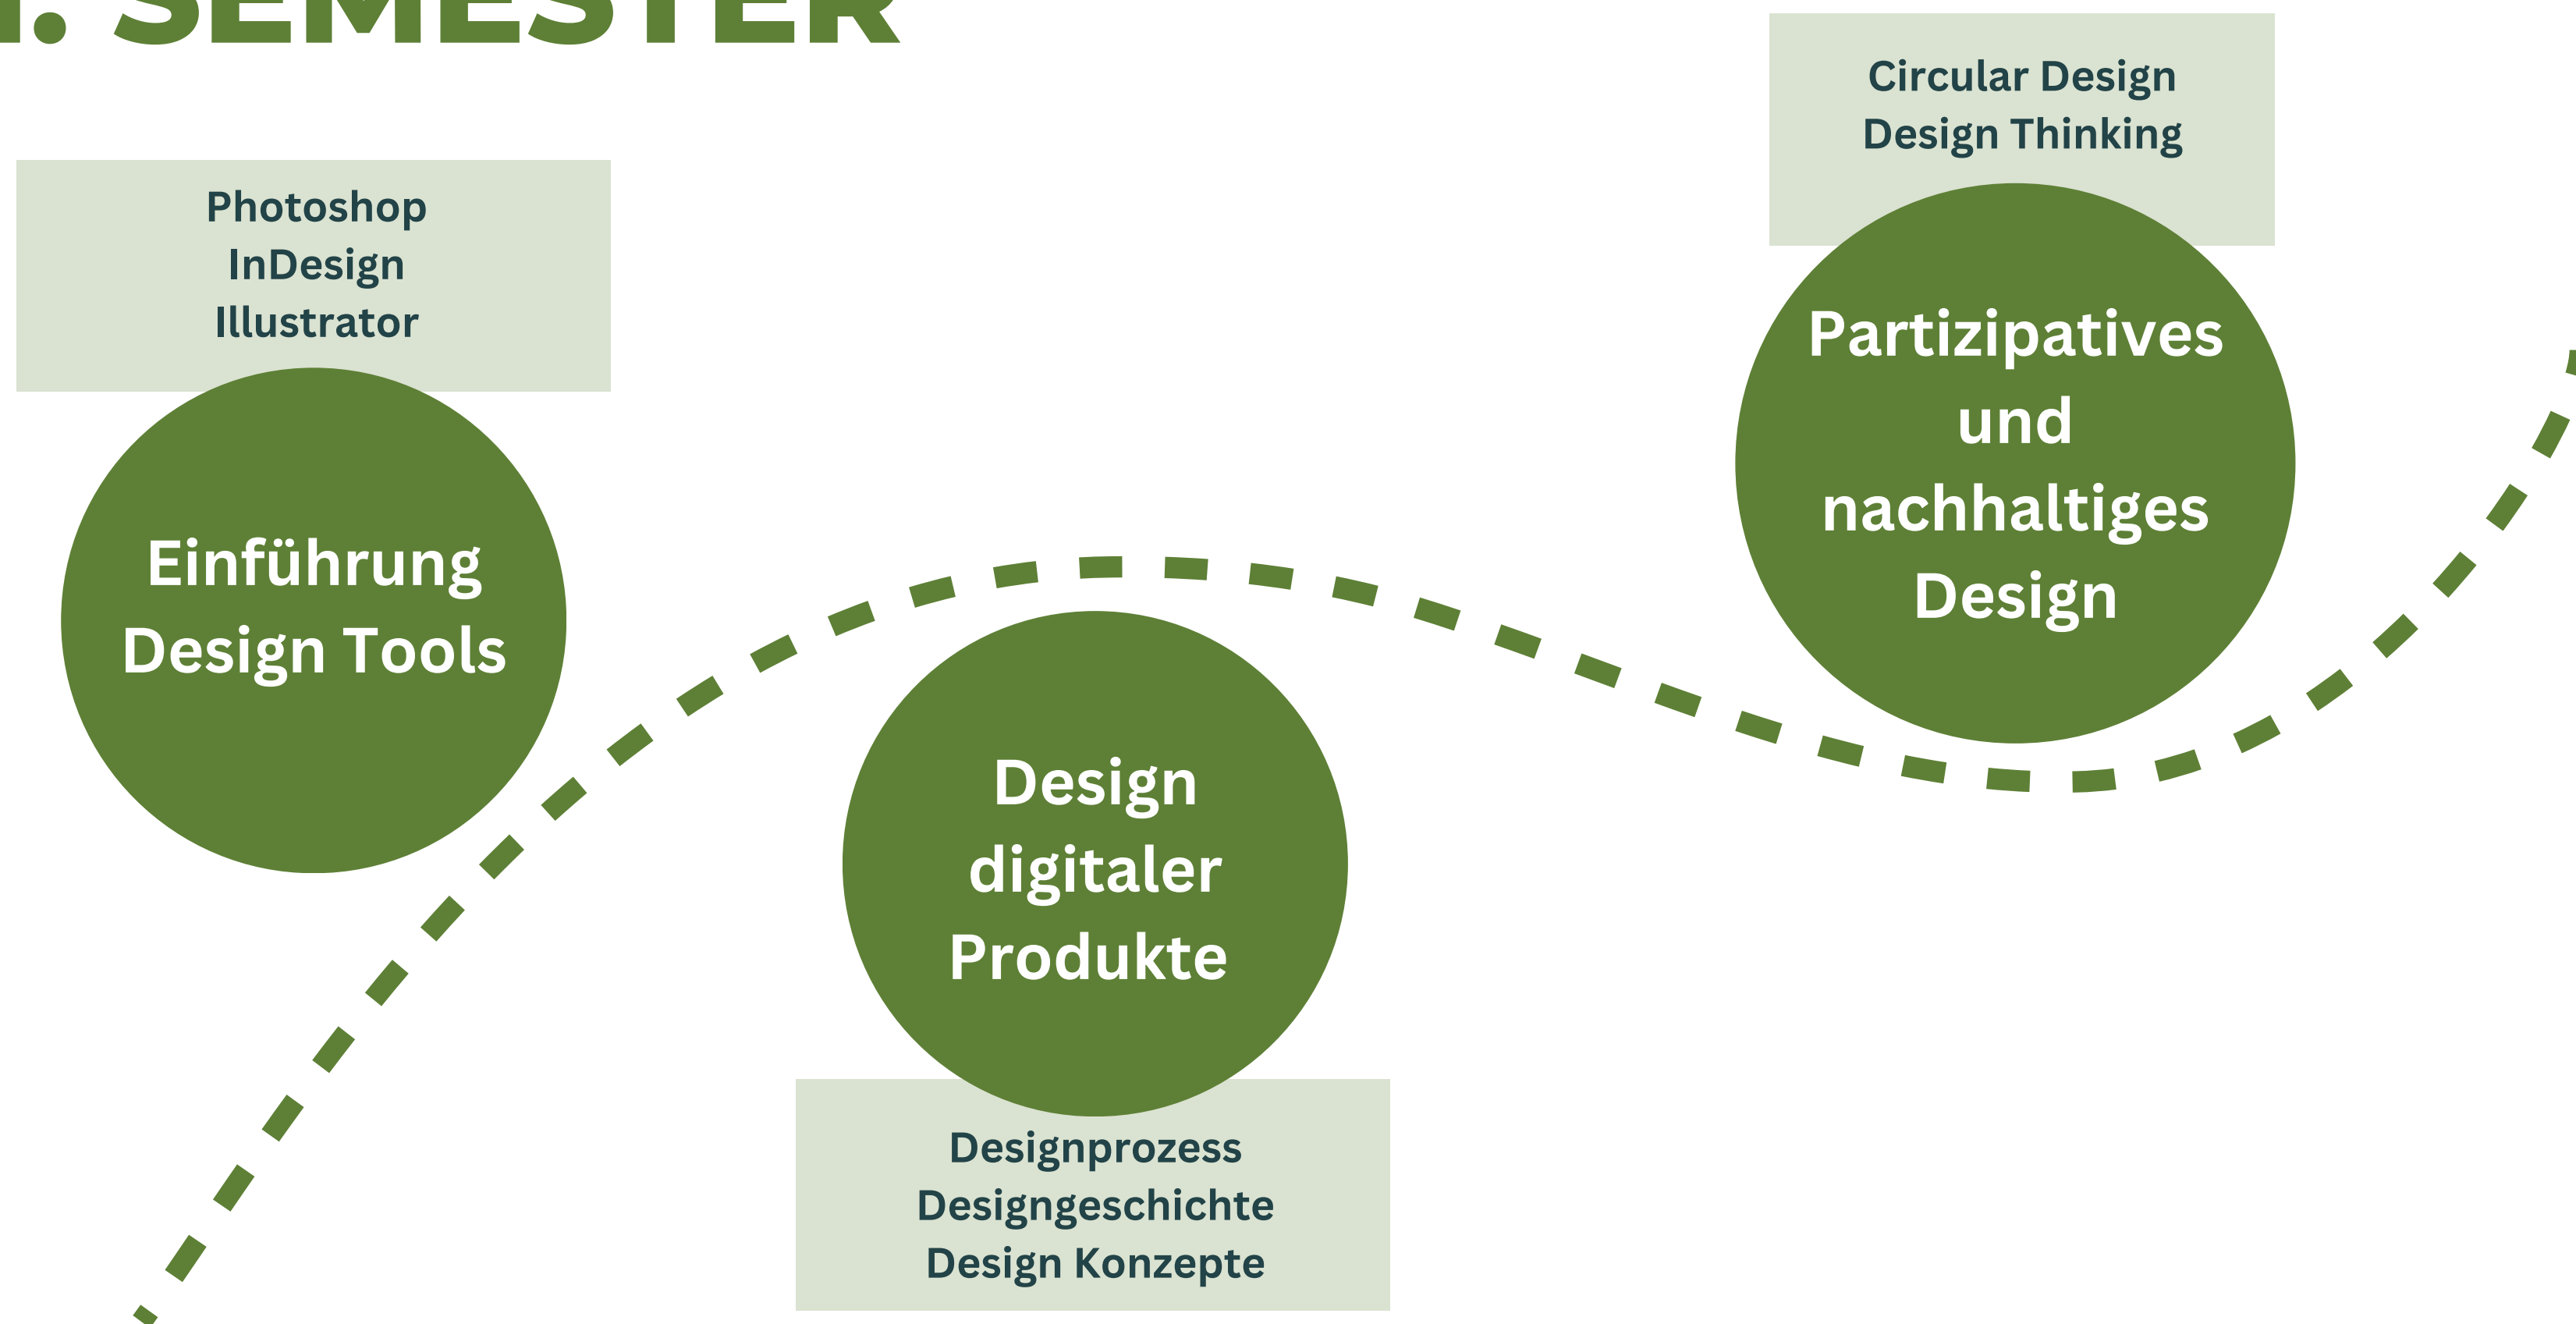 1. SEMESTER
Photoshop
InDesign
Illustrator
Einführung
Design Tools
Design
digitaler
Produkte
Designprozess
Designgeschichte
Design Konzepte
Circular Design
Design Thinking
Partizipatives
und
nachhaltiges
Design